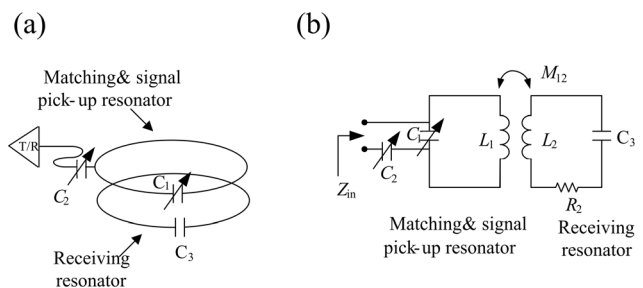 (a)
Matching& signal
pick-up resonator
T/R
C2
C1
C3
Receiving
resonator
(b)
M12
C1
L1
L2
C3
C2
Zin
R2
Matching& signal
pick-up resonator
Receiving
resonator